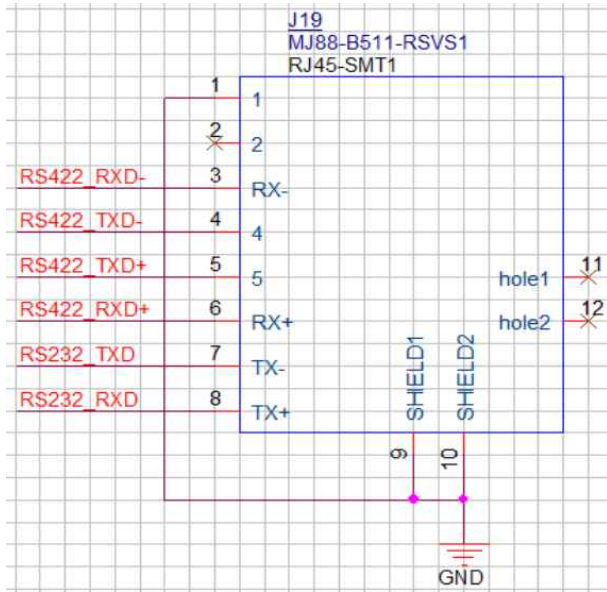 J19
MJ88-B511-RSVS1
RJ45-SMT1
1 1
2 2
RS422_RXD- 3 RX-
RS422_TXD- 4 4
RS422_TXD+ 5 5 hole1 11
RS422_RXD+ 6 RX+ hole2 12
RS232_TXD 7 TX-
RS232_RXD 8 TX+
SHIELD1
SHIELD2
9 10
GND